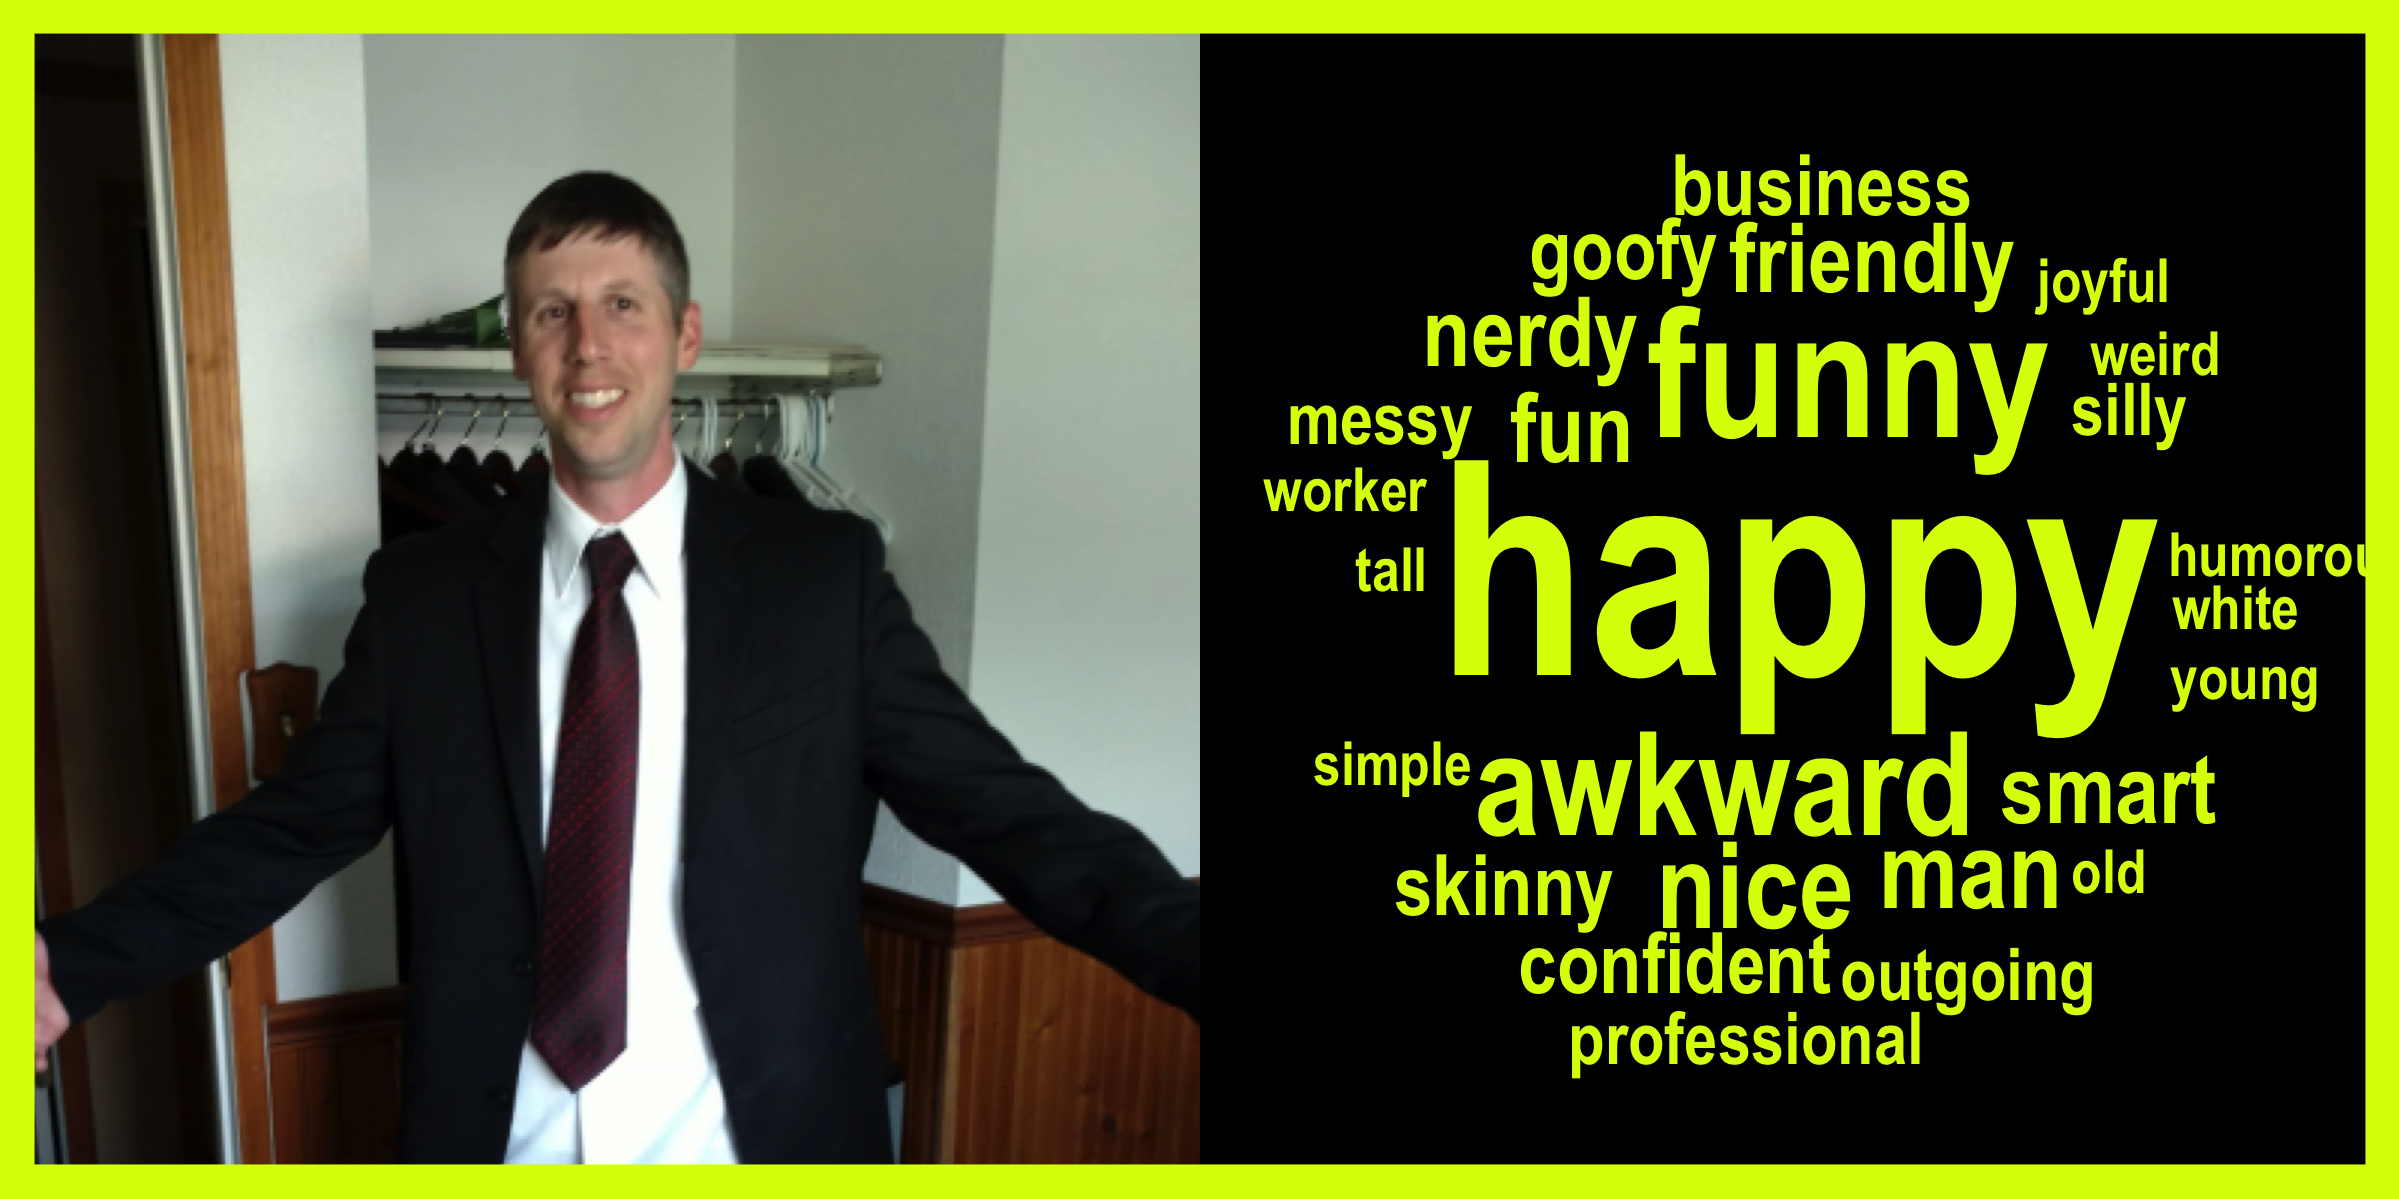 business
goofy friendly joyful
nerdy funny weird
messy fun silly
worker happy
tall humorou
white
young
simple awkward smart
skinny nice man old
confident outgoing
professional